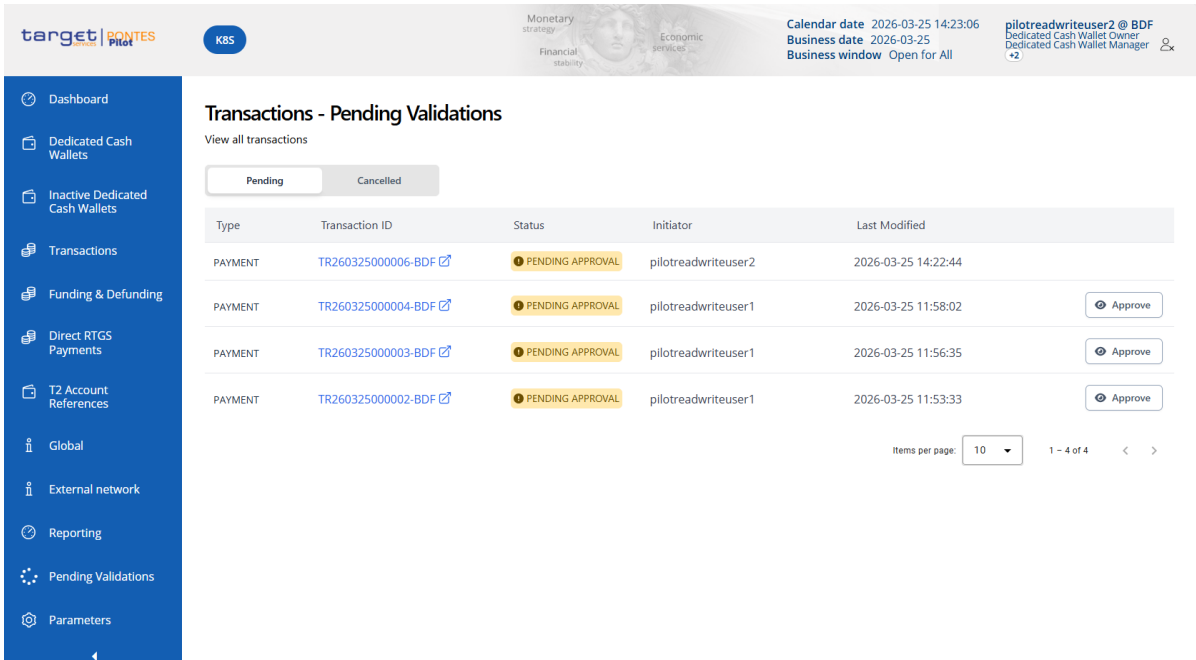 target | PONTES
services Pilot
K8S
Monetary
strategy
Economic
services
Financial
stability
Calendar date 2026-03-25 14:23:06
Business date 2026-03-25
Business window Open for All
pilotreadwriteuser2 @ BDF
Dedicated Cash Wallet Owner
Dedicated Cash Wallet Manager
+2
Dashboard
Dedicated Cash
Wallets
Inactive Dedicated
Cash Wallets
Transactions
Funding & Defunding
Direct RTGS
Payments
T2 Account
References
Global
External network
Reporting
Pending Validations
Parameters
Transactions - Pending Validations
View all transactions
Pending Cancelled
Type Transaction ID Status Initiator Last Modified
PAYMENT TR260325000006-BDF PENDING APPROVAL pilotreadwriteuser2 2026-03-25 14:22:44
PAYMENT TR260325000004-BDF PENDING APPROVAL pilotreadwriteuser1 2026-03-25 11:58:02 Approve
PAYMENT TR260325000003-BDF PENDING APPROVAL pilotreadwriteuser1 2026-03-25 11:56:35 Approve
PAYMENT TR260325000002-BDF PENDING APPROVAL pilotreadwriteuser1 2026-03-25 11:53:33 Approve
Items per page: 10 1 – 4 of 4